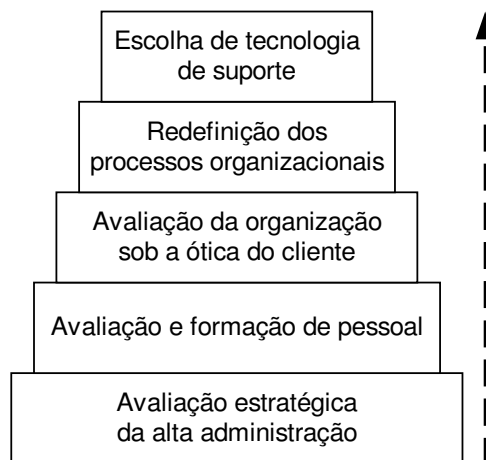 Escolha de tecnologia
de suporte
Redefinição dos
processos organizacionais
Avaliação da organização
sob a ótica do cliente
Avaliação e formação de pessoal
Avaliação estratégica
da alta administração